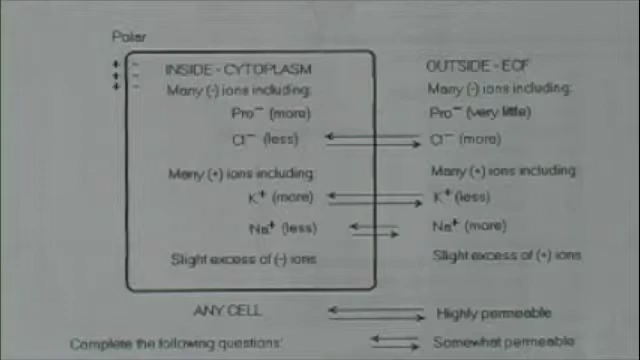 Polar
+ -
+ -
+ -
INSIDE - CYTOPLASM OUTSIDE - ECF
Many (-) ions including: Many (-) ions including:
Pro⁻ (more) Pro⁻ (very little)
Cl⁻ (less) Cl⁻ (more)
Many (+) ions including: Many (+) ions including:
K⁺ (more) K⁺ (less)
Na⁺ (less) Na⁺ (more)
Slight excess of (-) ions Slight excess of (+) ions
ANY CELL Highly permeable
Complete the following questions: Somewhat permeable